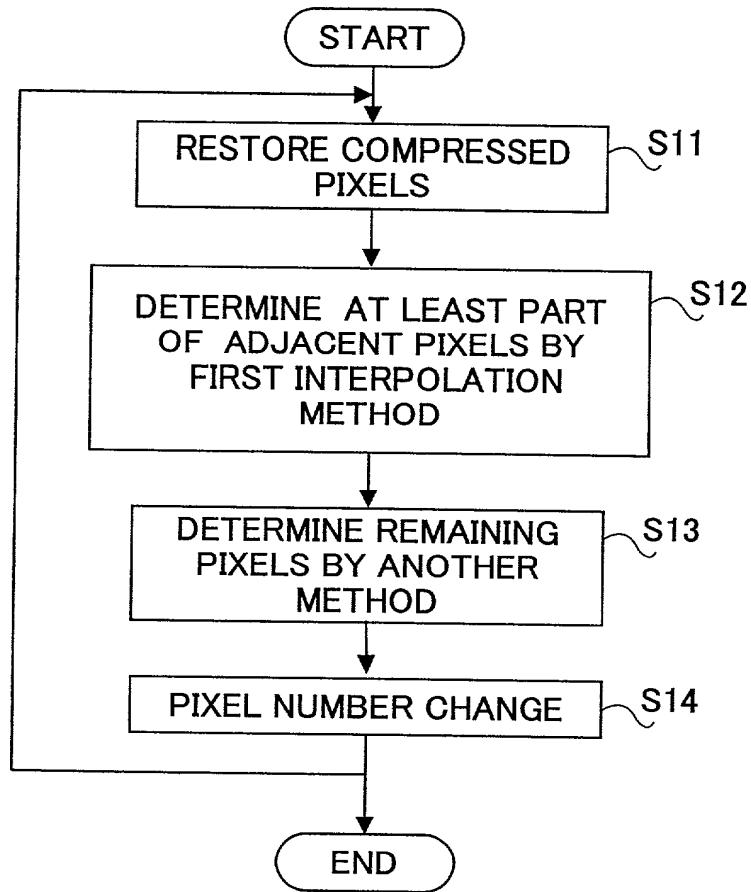 START
RESTORE COMPRESSED
PIXELS
S11
DETERMINE AT LEAST PART
OF ADJACENT PIXELS BY
FIRST INTERPOLATION
METHOD
S12
DETERMINE REMAINING
PIXELS BY ANOTHER
METHOD
S13
PIXEL NUMBER CHANGE
S14
END